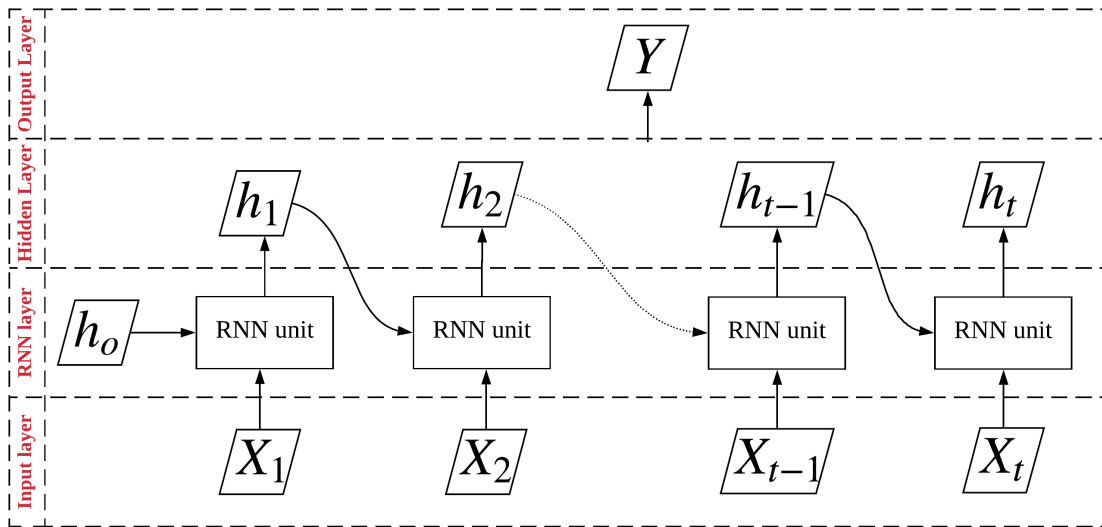 Output Layer
Y
Hidden Layer
h₁
h₂
hₜ₋₁
hₜ
RNN layer
hₒ
RNN unit
RNN unit
RNN unit
RNN unit
Input layer
X₁
X₂
Xₜ₋₁
Xₜ